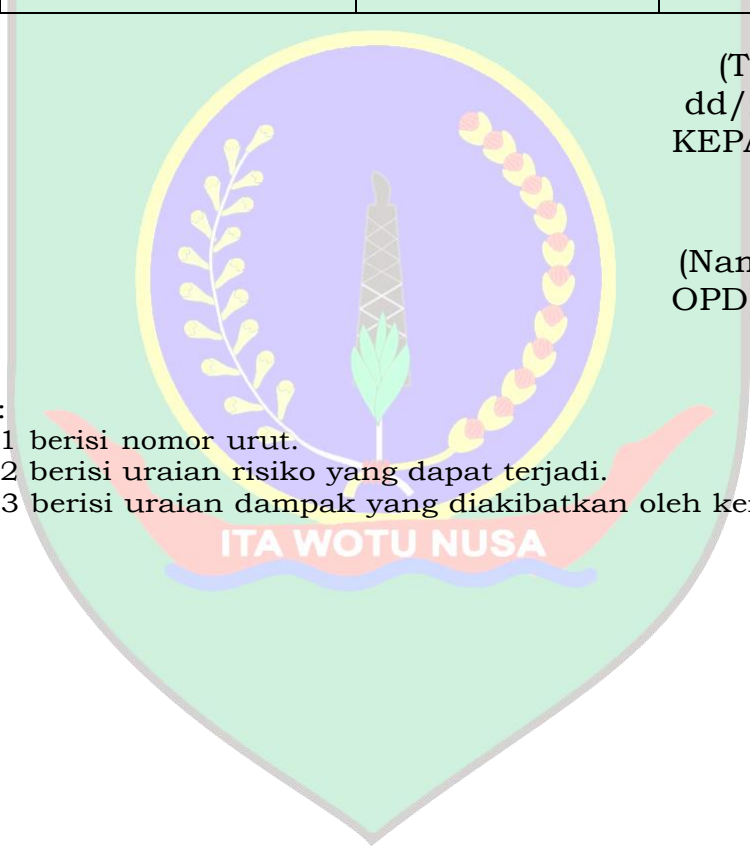 (T
dd/
KEPA
(Nan
OPD
:
1 berisi nomor urut.
2 berisi uraian risiko yang dapat terjadi.
3 berisi uraian dampak yang diakibatkan oleh
ITA WOTU NUSA